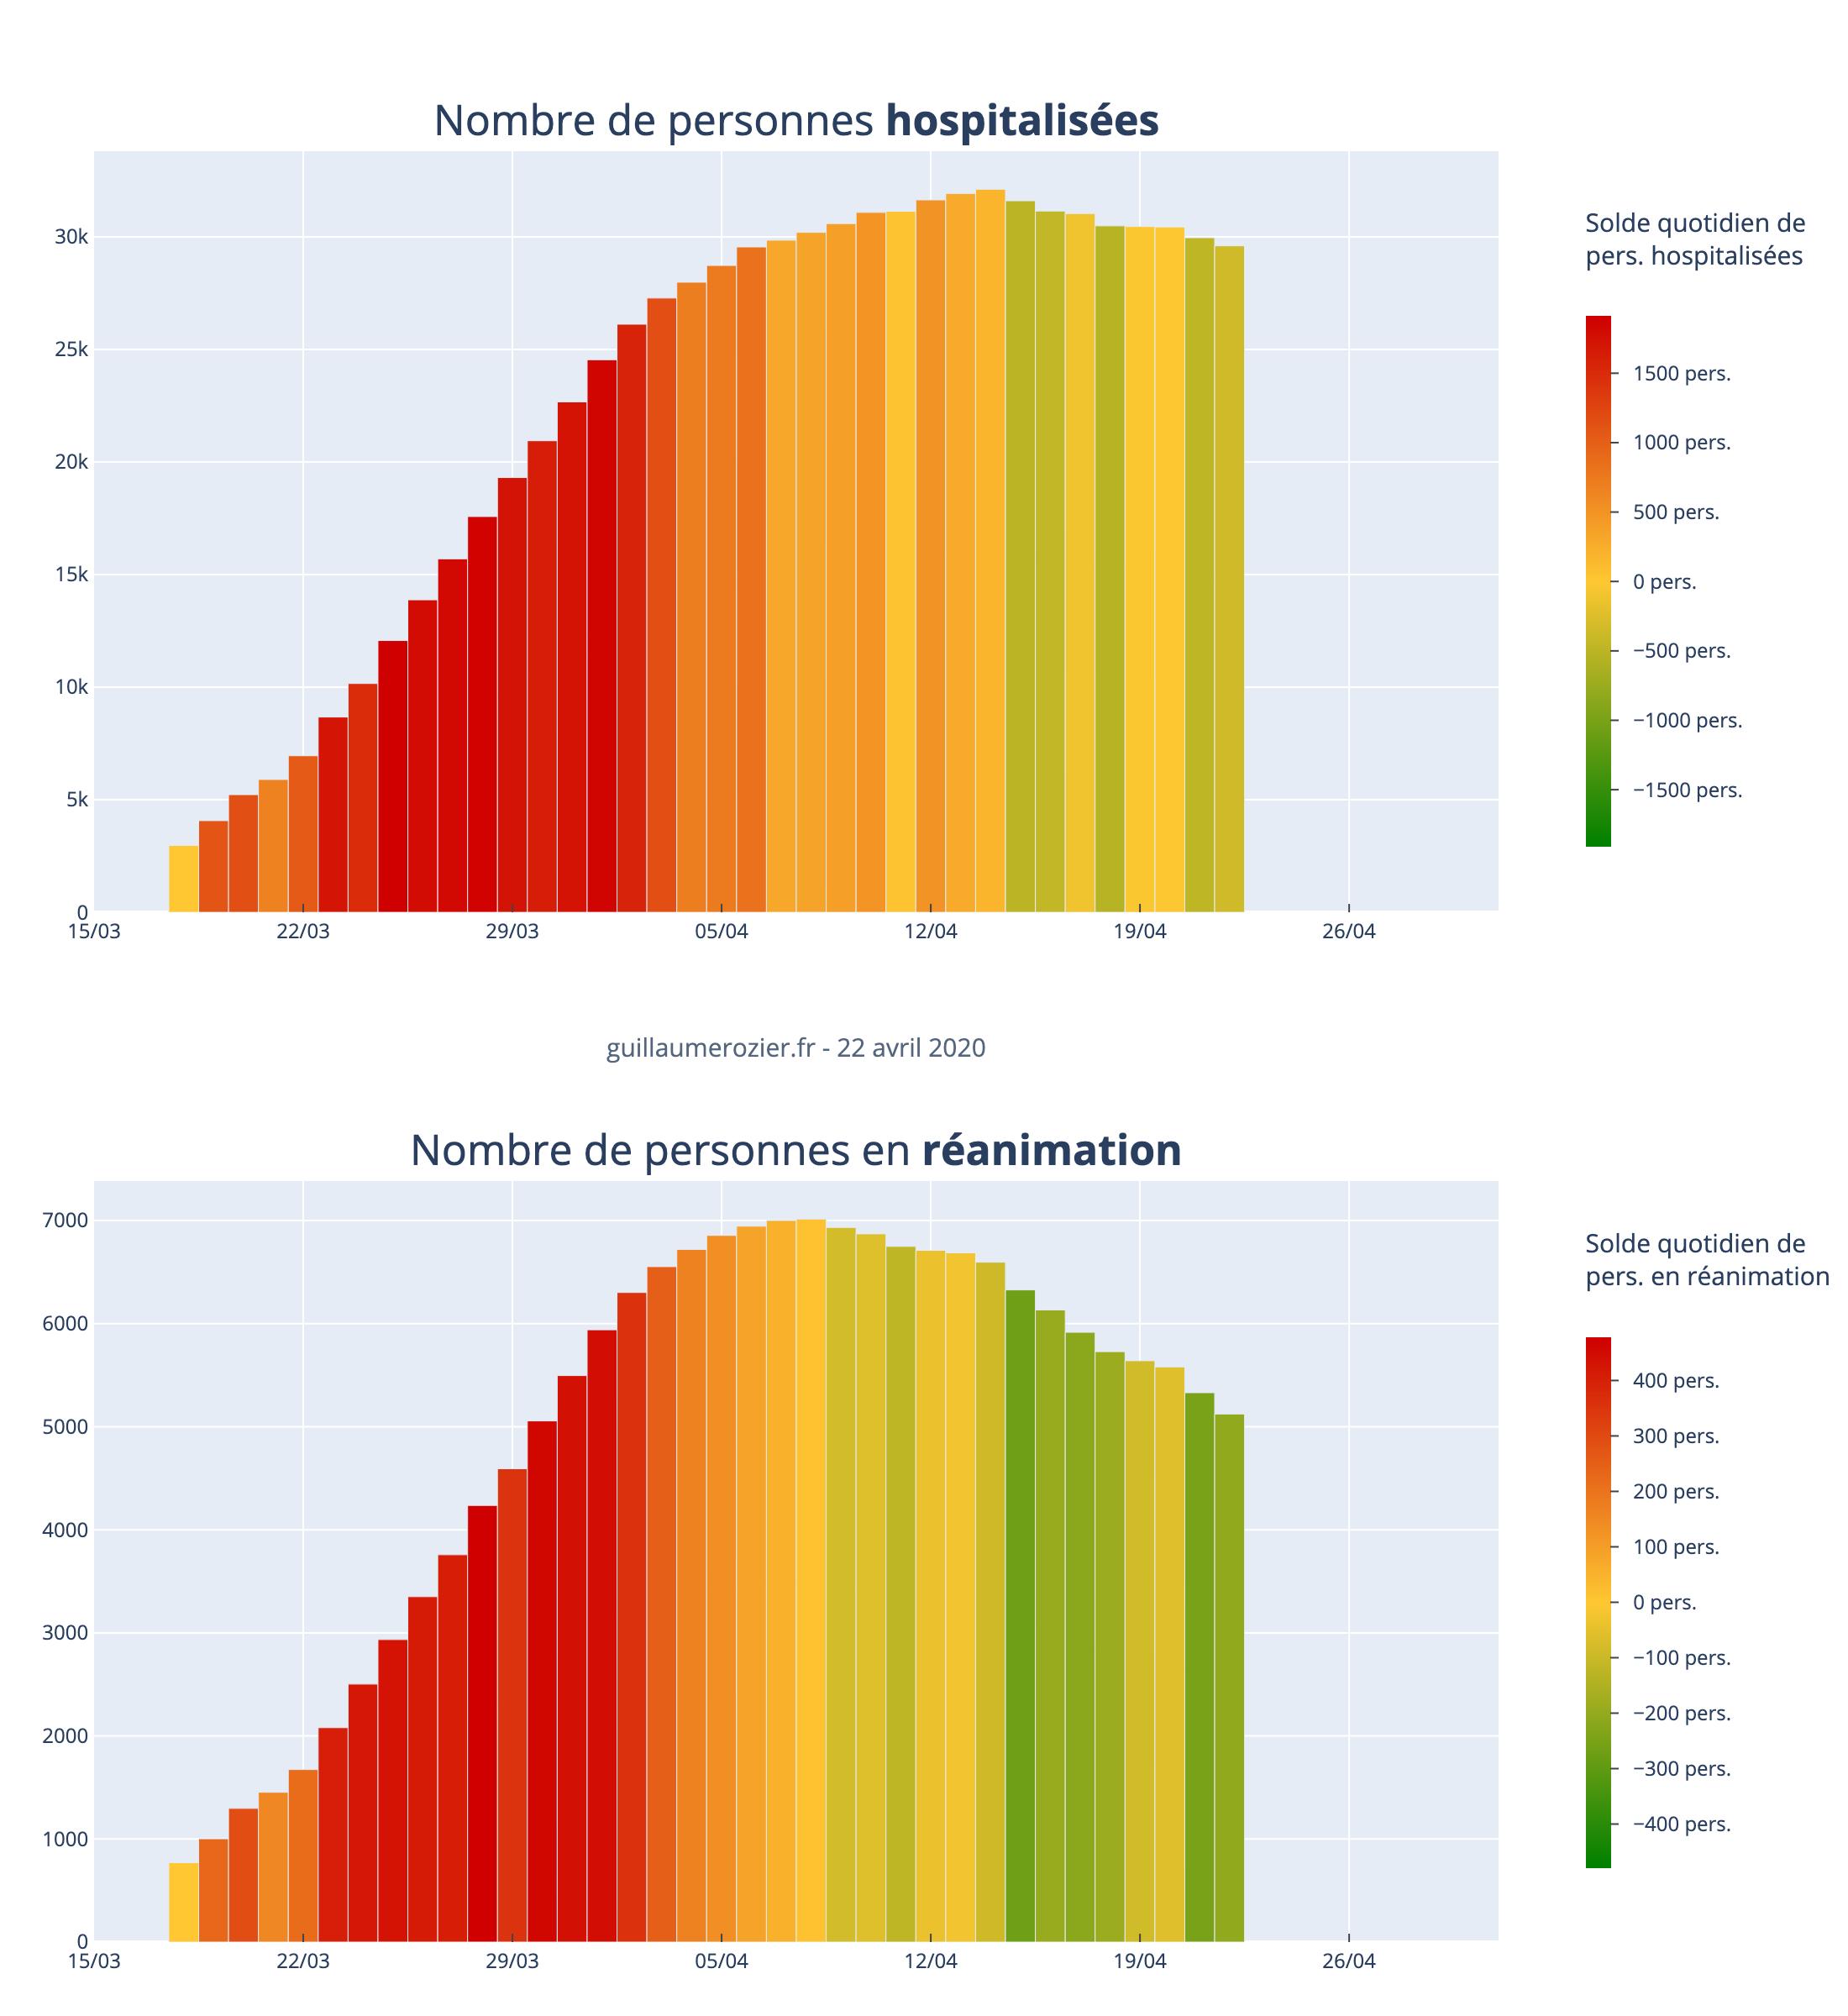 Nombre de personnes hospitalisées
30k
25k
20k
15k
10k
5k
0
15/03 22/03 29/03 05/04 12/04 19/04 26/04
Solde quotidien de
pers. hospitalisées
1500 pers.
1000 pers.
500 pers.
0 pers.
−500 pers.
−1000 pers.
−1500 pers.
guillaumerozier.fr - 22 avril 2020
Nombre de personnes en réanimation
7000
6000
5000
4000
3000
2000
1000
0
15/03 22/03 29/03 05/04 12/04 19/04 26/04
Solde quotidien de
pers. en réanimation
400 pers.
300 pers.
200 pers.
100 pers.
0 pers.
−100 pers.
−200 pers.
−300 pers.
−400 pers.